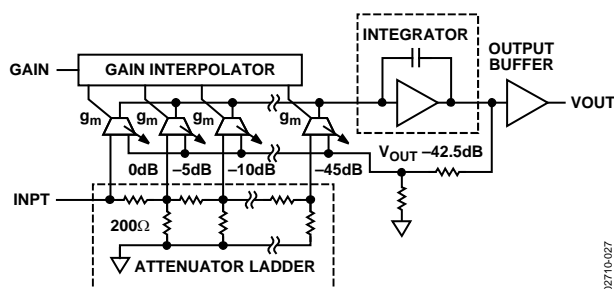 INTEGRATOR
OUTPUT
BUFFER
GAIN
GAIN INTERPOLATOR
VOUT
gm
gm
gm
gm
0dB
–5dB
–10dB
–45dB
VOUT –42.5dB
INPT
200Ω
ATTENUATOR LADDER
02710-027